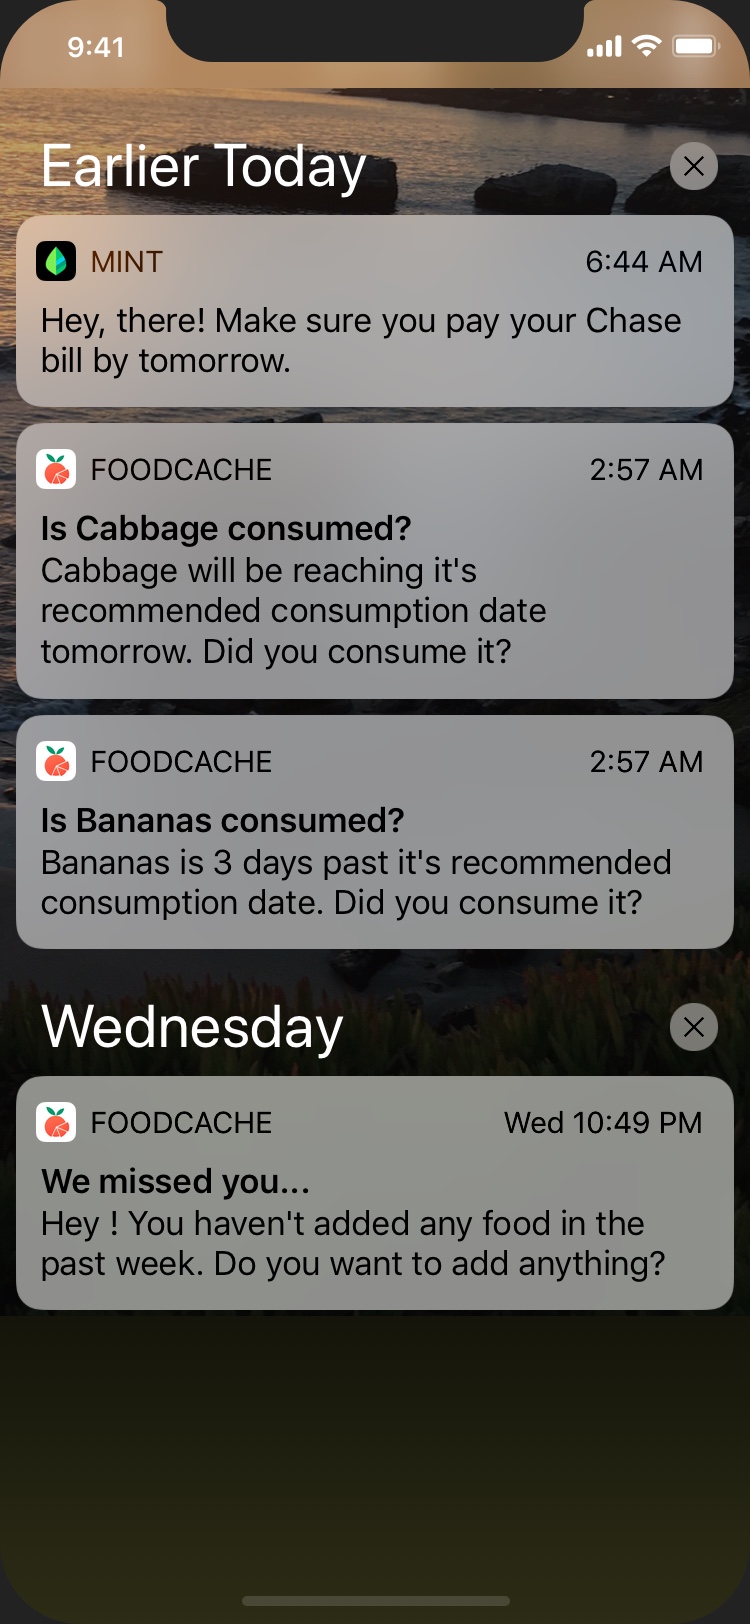 9:41
Earlier Today
MINT 6:44 AM
Hey, there! Make sure you pay your Chase
bill by tomorrow.
FOODCACHE 2:57 AM
Is Cabbage consumed?
Cabbage will be reaching it's
recommended consumption date
tomorrow. Did you consume it?
FOODCACHE 2:57 AM
Is Bananas consumed?
Bananas is 3 days past it's recommended
consumption date. Did you consume it?
Wednesday
FOODCACHE Wed 10:49 PM
We missed you...
Hey ! You haven't added any food in the
past week. Do you want to add anything?